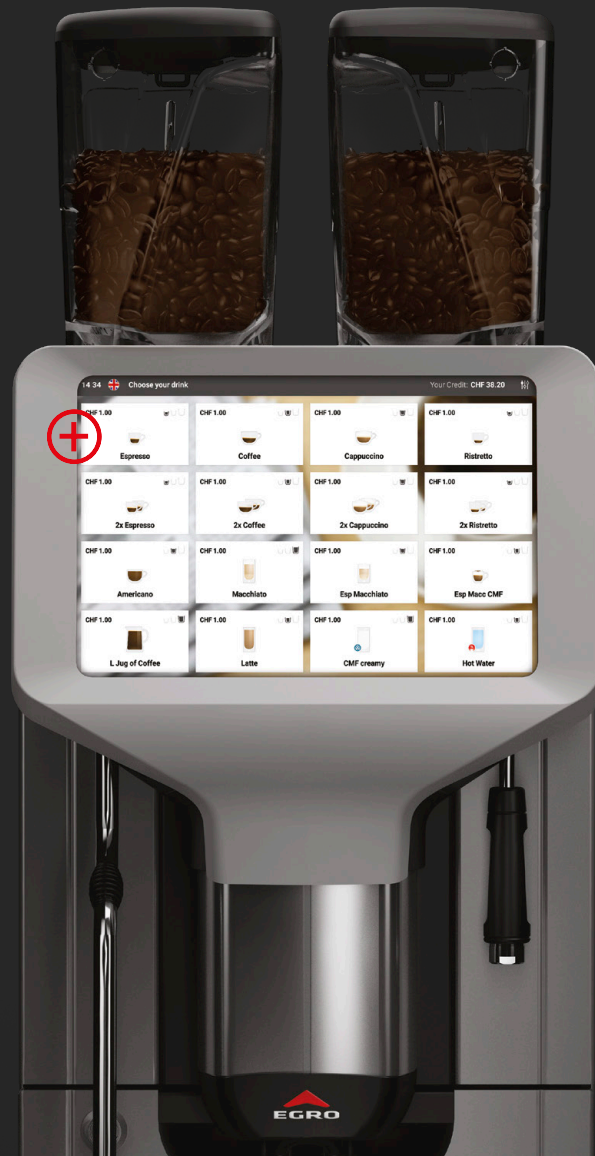 14 34 Choose your drink Your Credit: CHF 38.20
CHF 1.00 CHF 1.00 CHF 1.00 CHF 1.00
Espresso Coffee Cappuccino Ristretto
CHF 1.00 CHF 1.00 CHF 1.00 CHF 1.00
2x Espresso 2x Coffee 2x Cappuccino 2x Ristretto
CHF 1.00 CHF 1.00 CHF 1.00 CHF 1.00
Americano Macchiato Esp Macchiato Esp Macc CMF
CHF 1.00 CHF 1.00 CHF 1.00 CHF 1.00
L Jug of Coffee Latte CMF creamy Hot Water
EGRO